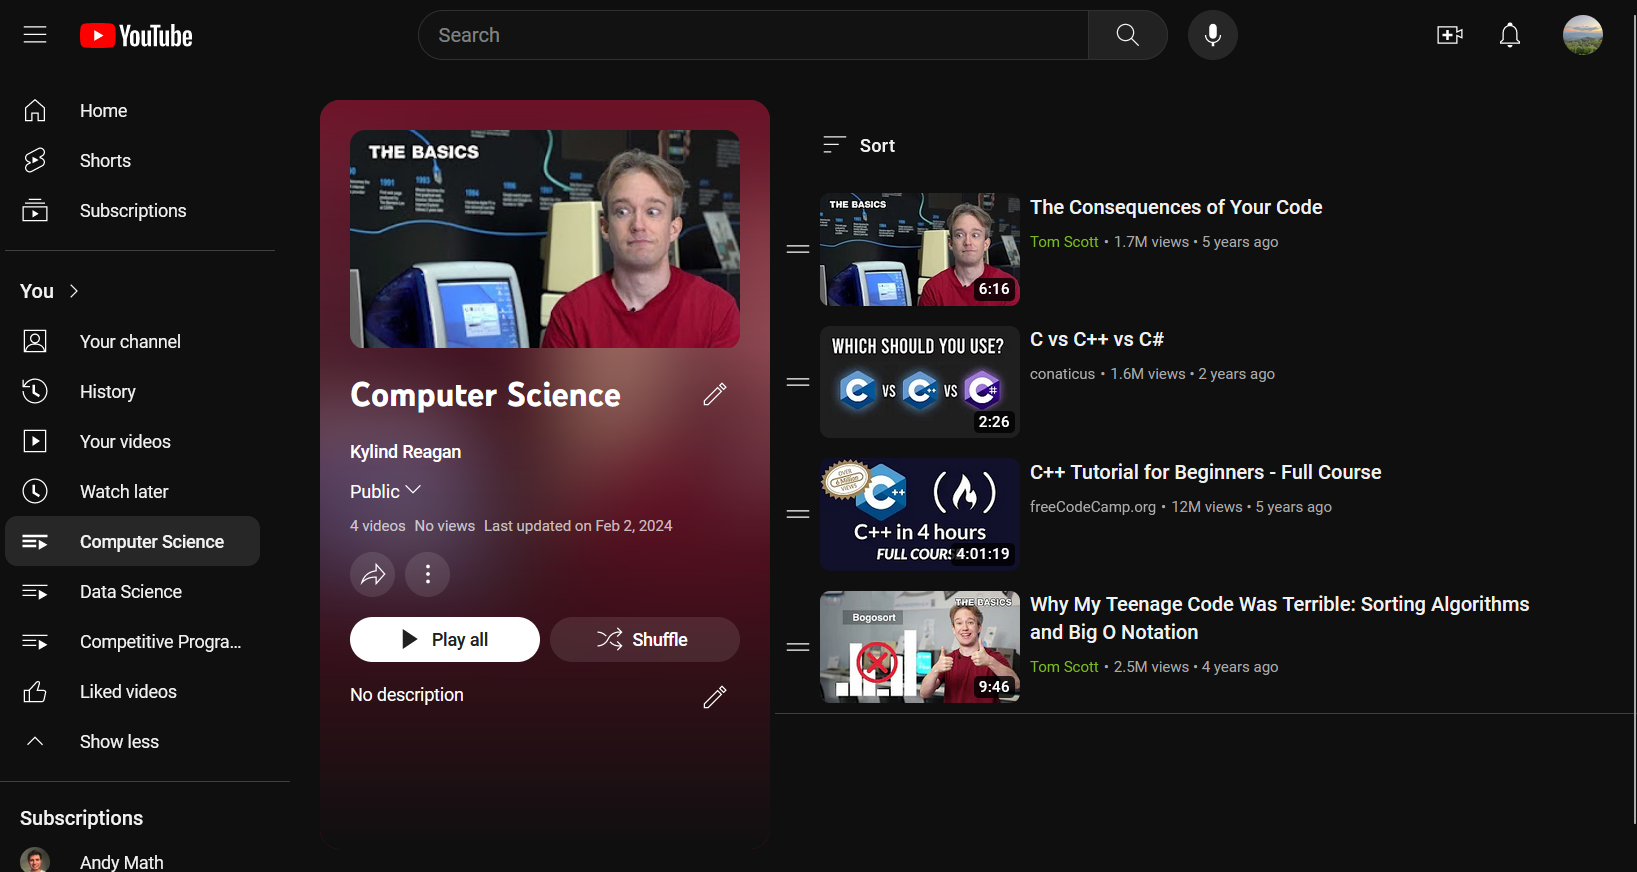 YouTube
Search
Home
Shorts
Subscriptions
You
Your channel
History
Your videos
Watch later
Computer Science
Data Science
Competitive Progra...
Liked videos
Show less
Subscriptions
Andy Math
THE BASICS
Computer Science
Kylind Reagan
Public
4 videos No views Last updated on Feb 2, 2024
Play all
Shuffle
No description
Sort
THE BASICS
6:16
The Consequences of Your Code
Tom Scott • 1.7M views • 5 years ago
WHICH SHOULD YOU USE?
C VS C++ VS C#
2:26
C vs C++ vs C#
conaticus • 1.6M views • 2 years ago
OVER
6 Million
VIEWS
C++
C++ in 4 hours
FULL COURS
4:01:19
C++ Tutorial for Beginners - Full Course
freeCodeCamp.org • 12M views • 5 years ago
THE BASICS
Bogosort
9:46
Why My Teenage Code Was Terrible: Sorting Algorithms
and Big O Notation
Tom Scott • 2.5M views • 4 years ago